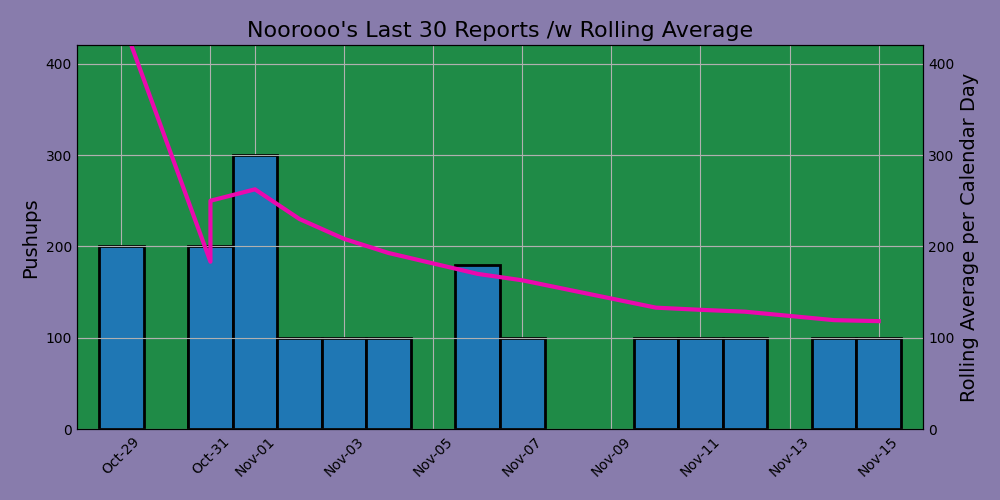 Noorooo's Last 30 Reports /w Rolling Average
Pushups
400
300
200
100
0
400
300
200
100
0
Rolling Average per Calendar Day
Oct-29
Oct-31
Nov-01
Nov-03
Nov-05
Nov-07
Nov-09
Nov-11
Nov-13
Nov-15